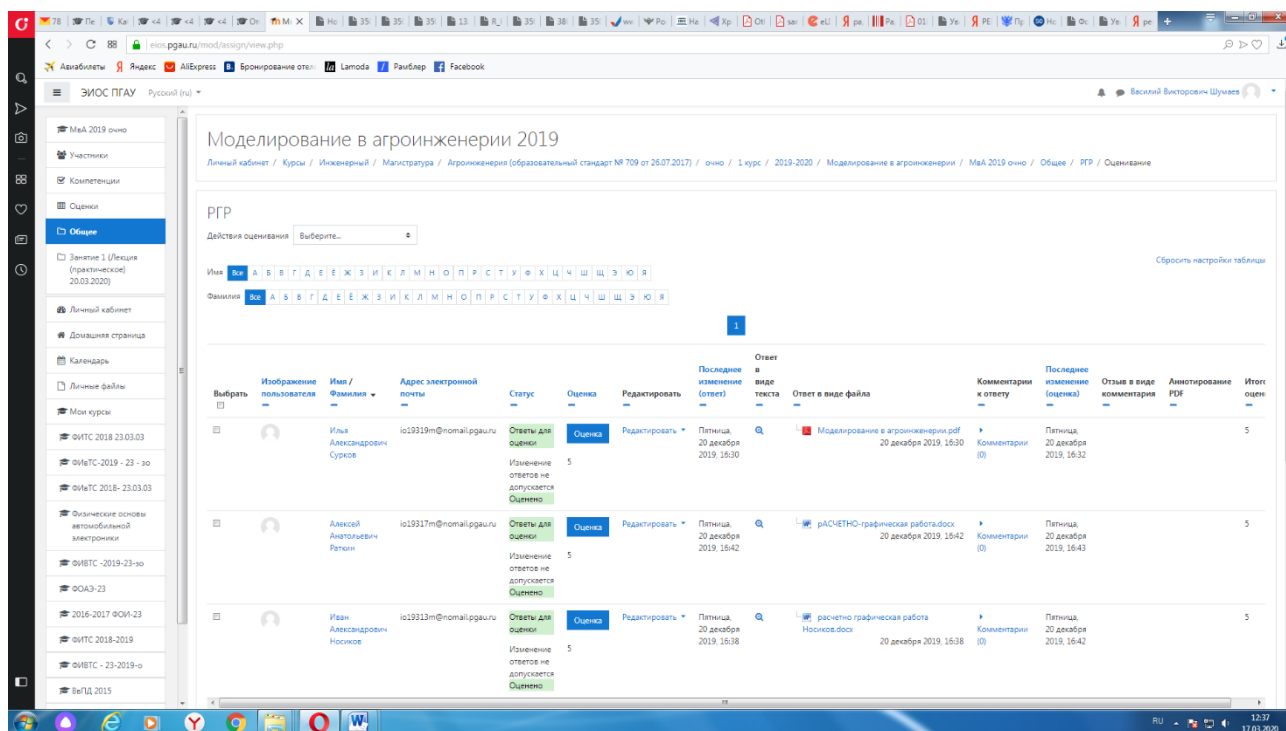 eios.pgau.ru/mod/assign/view.php
Авиабилеты Яндекс AliExpress Бронирование отел Lamoda Рамблер Facebook
ЭИОС ПГАУ Русский (ru)
Василий Викторович Шумаев
МвА 2019 очно
Участники
Компетенции
Оценки
Общее
Занятие 1 (Лекция
(практическое)
20.03.2020)
Личный кабинет
Домашняя страница
Календарь
Личные файлы
Мои курсы
ФИТС 2018 23.03.03
ФИвТС-2019 - 23 - зо
ФИвТС 2018- 23.03.03
Физические основы
автомобильной
электроники
ФИВТС -2019-23-зо
ФОАЭ-23
2016-2017 ФОИ-23
ФИТС 2018-2019
ФИВТС - 23-2019-о
ВвПД 2015
Моделирование в агроинженерии 2019
Личный кабинет / Курсы / Инженерный / Магистратура / Агроинженерия (образовательный стандарт № 709 от 26.07.2017) / очно / 1 курс / 2019-2020 / Моделирование в агроинженерии / МвА 2019 очно / Общее / РГР / Оценивание
РГР
Действия оценивания Выберите...
Сбросить настройки таблицы
Имя Все А Б В Г Д Е Ё Ж З И К Л М Н О П Р С Т У Ф Х Ц Ч Ш Щ Э Ю Я
Фамилия Все А Б В Г Д Е Ё Ж З И К Л М Н О П Р С Т У Ф Х Ц Ч Ш Щ Э Ю Я
1
Выбрать
Изображение
пользователя
Имя /
Фамилия
Адрес электронной
почты
Статус
Оценка
Редактировать
Последнее
изменение
(ответ)
Ответ
в
виде
текста
Ответ в виде файла
Комментарии
к ответу
Последнее
изменение
(оценка)
Отзыв в виде
комментария
Аннотирование
PDF
Итого
оцен
Илья
Александрович
Сурков
io19319m@nomail.pgau.ru
Ответы для
оценки
Изменение
ответов не
допускается
Оценено
Оценка
5
Редактировать
Пятница,
20 декабря
2019, 16:30
Моделирование в агроинженерии.pdf
20 декабря 2019, 16:30
Комментарии
(0)
Пятница,
20 декабря
2019, 16:32
5
Алексей
Анатольевич
Раткин
io19317m@nomail.pgau.ru
Ответы для
оценки
Изменение
ответов не
допускается
Оценено
Оценка
5
Редактировать
Пятница,
20 декабря
2019, 16:42
рАСЧЕТНО-графическая работа.docx
20 декабря 2019, 16:42
Комментарии
(0)
Пятница,
20 декабря
2019, 16:43
5
Иван
Александрович
Носиков
io19313m@nomail.pgau.ru
Ответы для
оценки
Изменение
ответов не
допускается
Оценено
Оценка
5
Редактировать
Пятница,
20 декабря
2019, 16:38
расчетно графическая работа
Носиков.docx
20 декабря 2019, 16:38
Комментарии
(0)
Пятница,
20 декабря
2019, 16:42
5
RU
12:37
17.03.2020